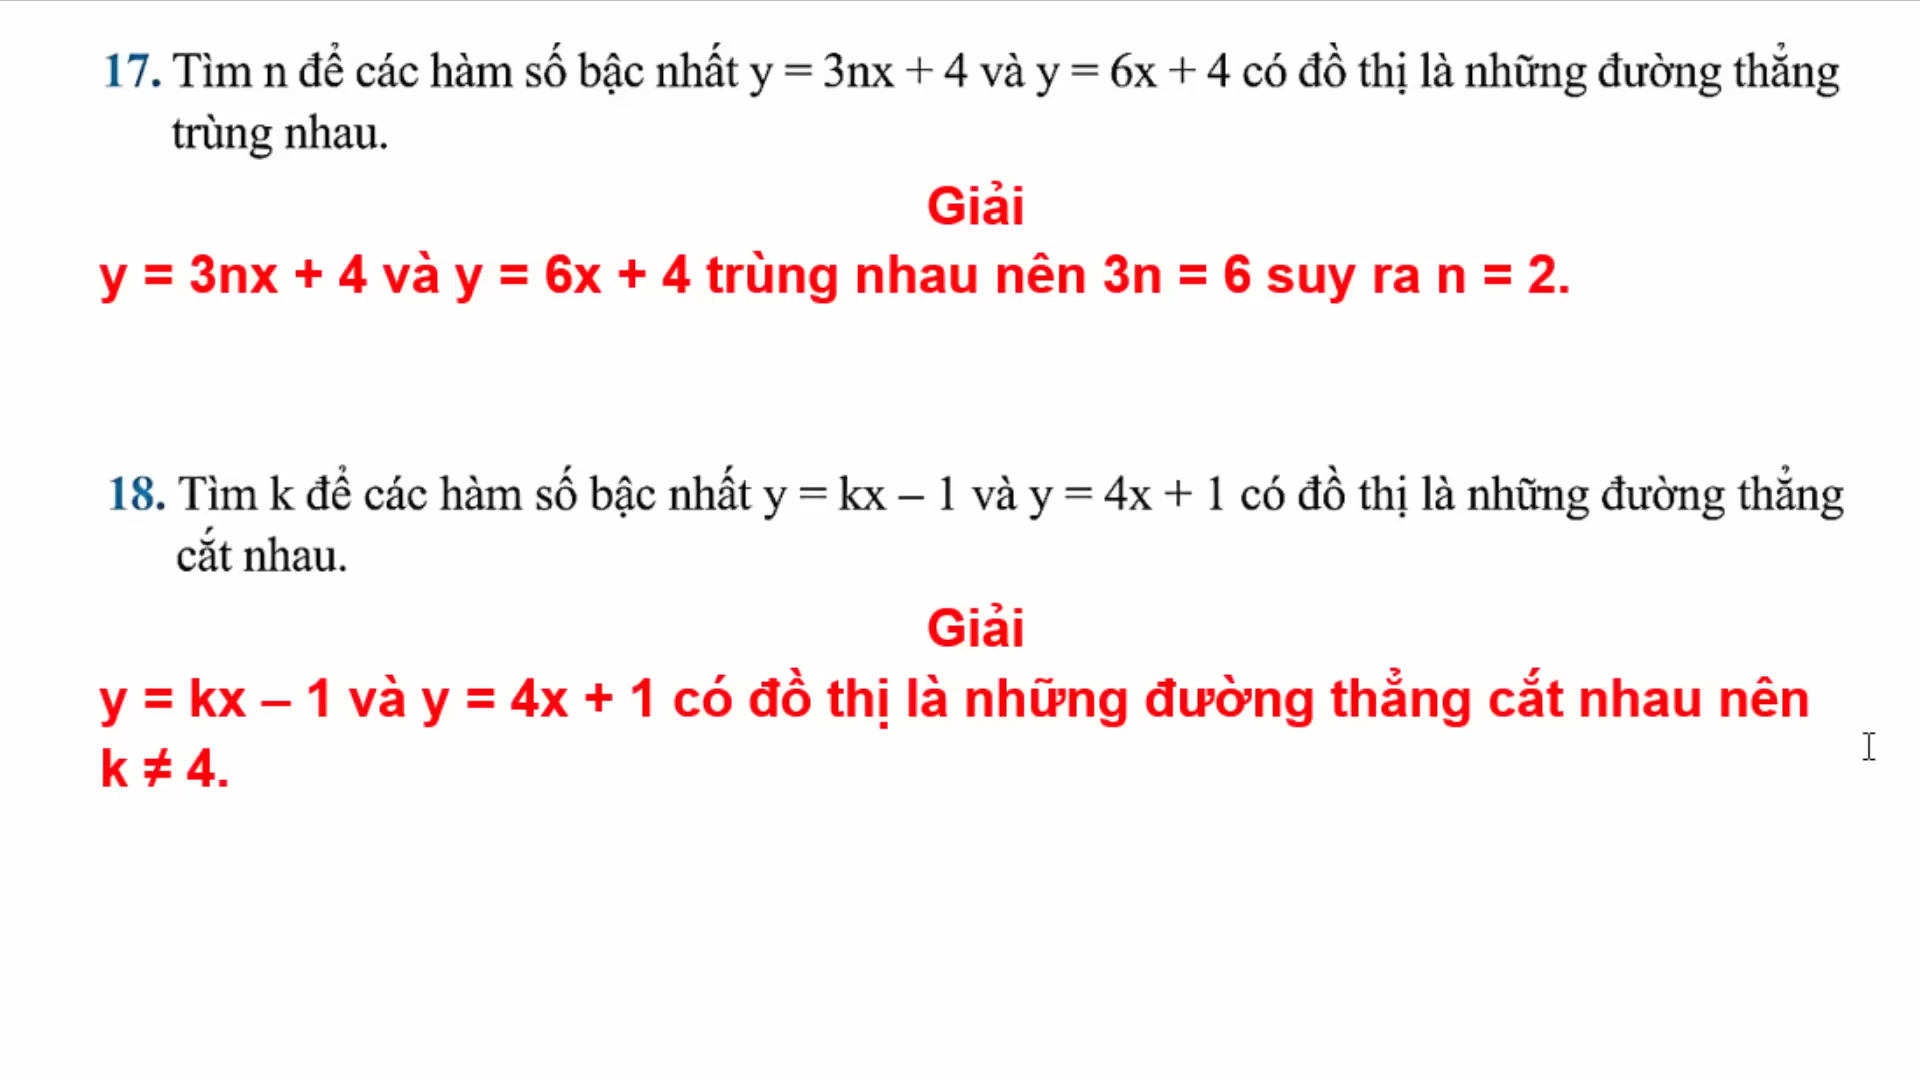 17. Tìm n để các hàm số bậc nhất y = 3nx + 4 và y = 6x + 4 có đồ thị là những đường thẳng
trùng nhau.
Giải
y = 3nx + 4 và y = 6x + 4 trùng nhau nên 3n = 6 suy ra n = 2.
18. Tìm k để các hàm số bậc nhất y = kx – 1 và y = 4x + 1 có đồ thị là những đường thẳng
cắt nhau.
Giải
y = kx – 1 và y = 4x + 1 có đồ thị là những đường thẳng cắt nhau nên
k ≠ 4.